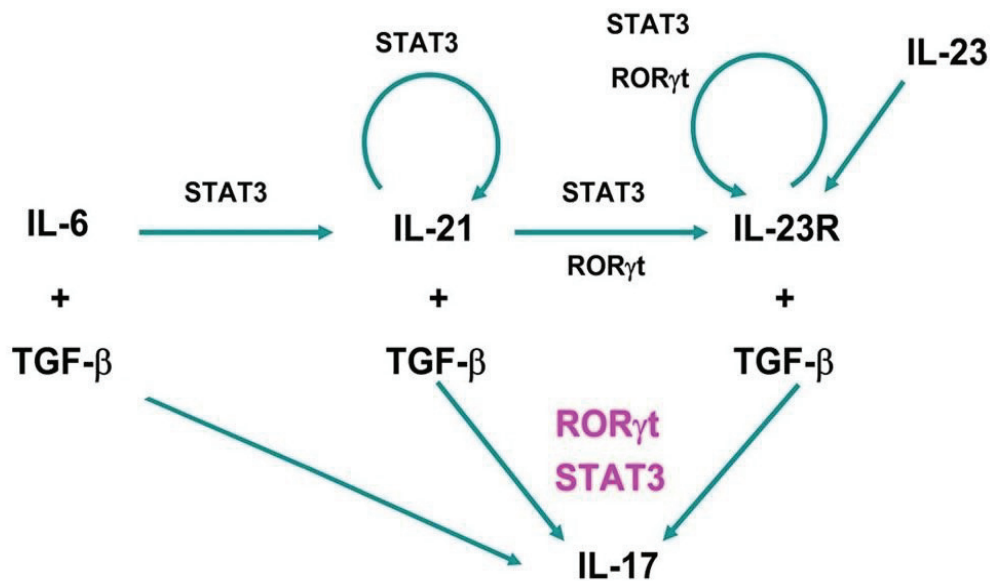 STAT3
STAT3
RORγt
IL-23
STAT3
STAT3
IL-6
IL-21
IL-23R
RORγt
+
+
+
TGF-β
TGF-β
TGF-β
RORγt
STAT3
IL-17